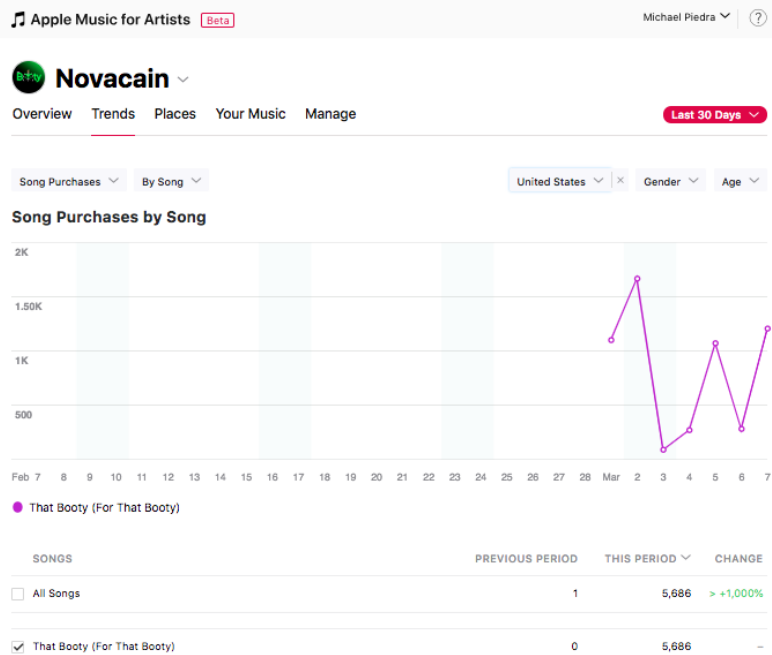 Apple Music for Artists Beta Michael Piedra ?
Booty Novacain
Overview Trends Places Your Music Manage Last 30 Days
Song Purchases By Song United States × Gender Age
Song Purchases by Song
2K
1.50K
1K
500
Feb 7 8 9 10 11 12 13 14 15 16 17 18 19 20 21 22 23 24 25 26 27 28 Mar 2 3 4 5 6 7
That Booty (For That Booty)
SONGS PREVIOUS PERIOD THIS PERIOD CHANGE
All Songs 1 5,686 > +1,000%
That Booty (For That Booty) 0 5,686 –